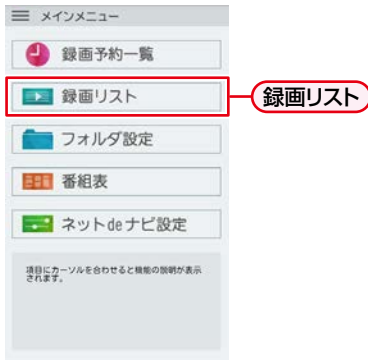 メインメニュー
録画予約一覧
録画リスト
録画リスト
フォルダ設定
番組表
ネットdeナビ設定
項目にカーソルを合わせると機能の説明が表示
されます。